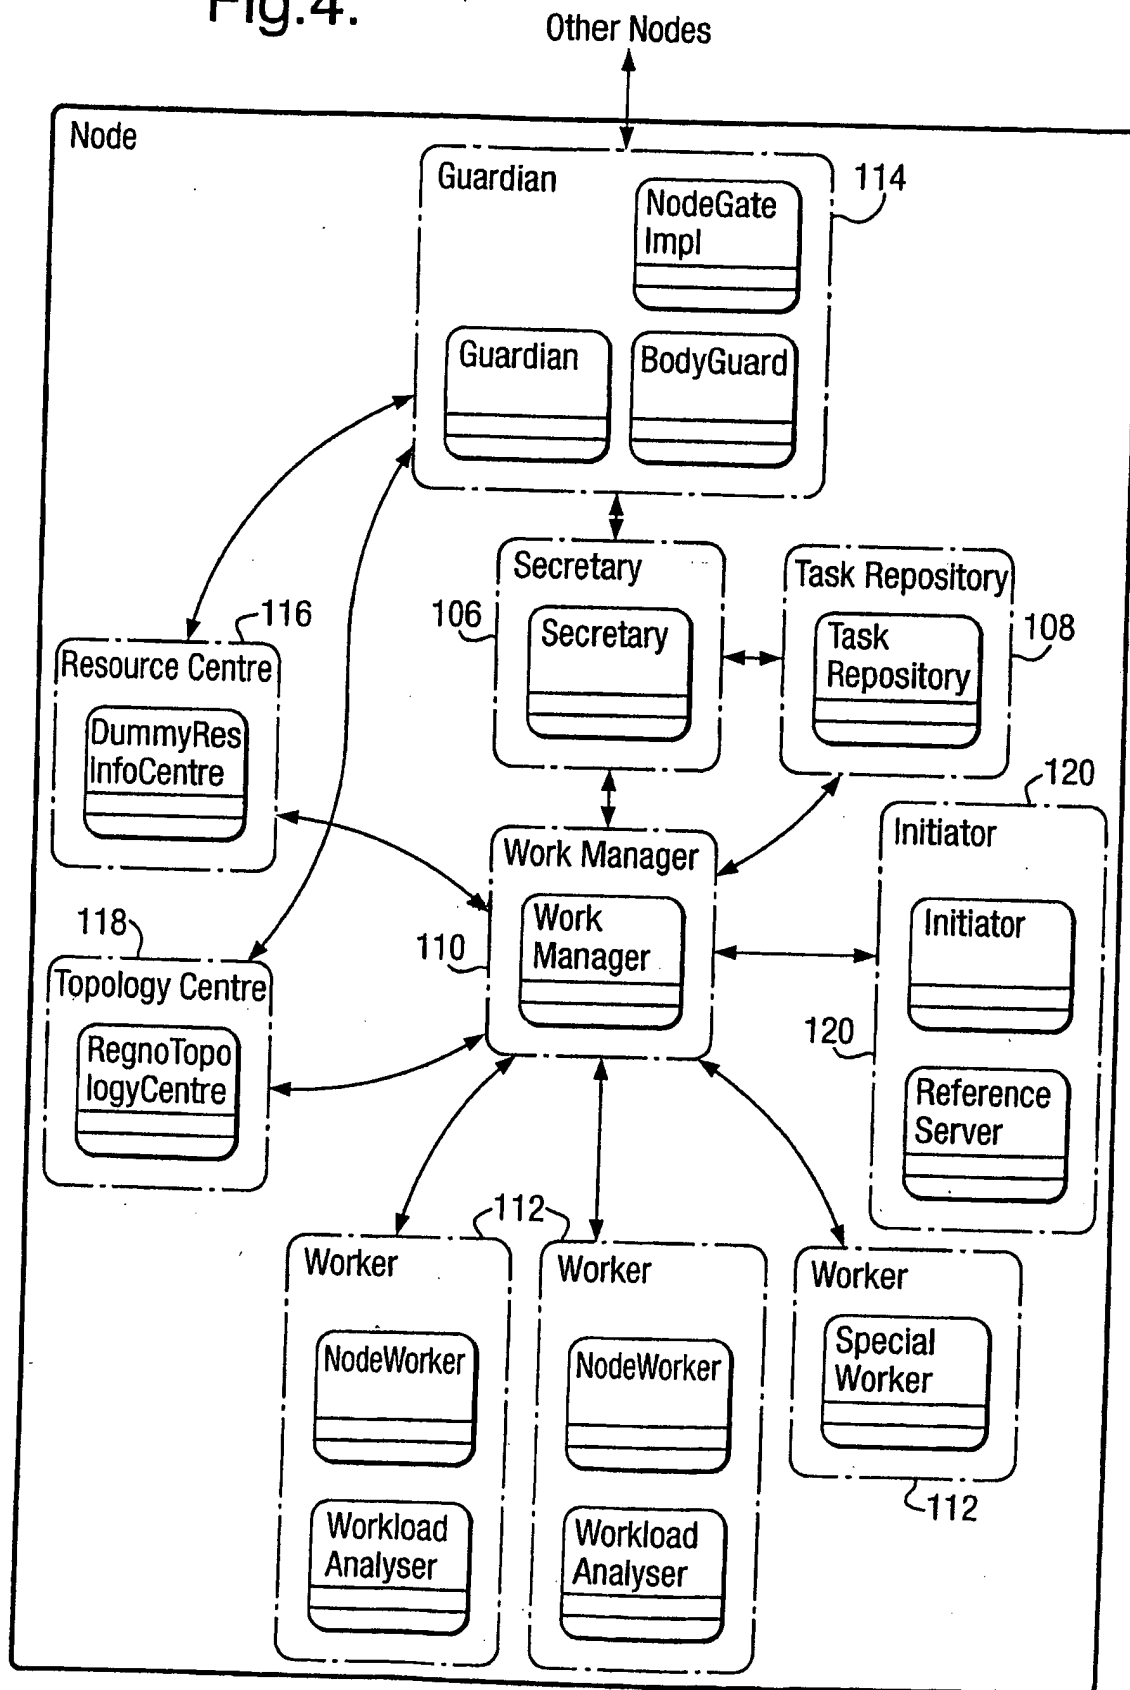 Fig.4.
Other Nodes
Node
Guardian
114
NodeGate
Impl
Guardian
BodyGuard
Secretary
106
Secretary
Task Repository
108
Task
Repository
116
Resource Centre
DummyRes
InfoCentre
120
Initiator
Initiator
120
Reference
Server
Work Manager
110
Work
Manager
118
Topology Centre
RegnoTopo
logyCentre
112
Worker
NodeWorker
Workload
Analyser
Worker
NodeWorker
Workload
Analyser
Worker
Special
Worker
112